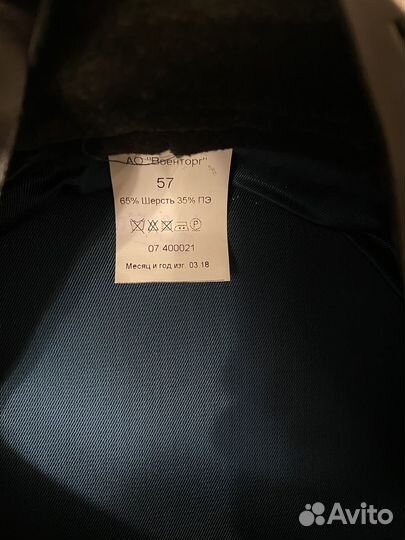 АО "Военторг"
57
65% Шерсть 35% ПЭ
P
07 400021
Месяц и год изг. 03.18
Avito